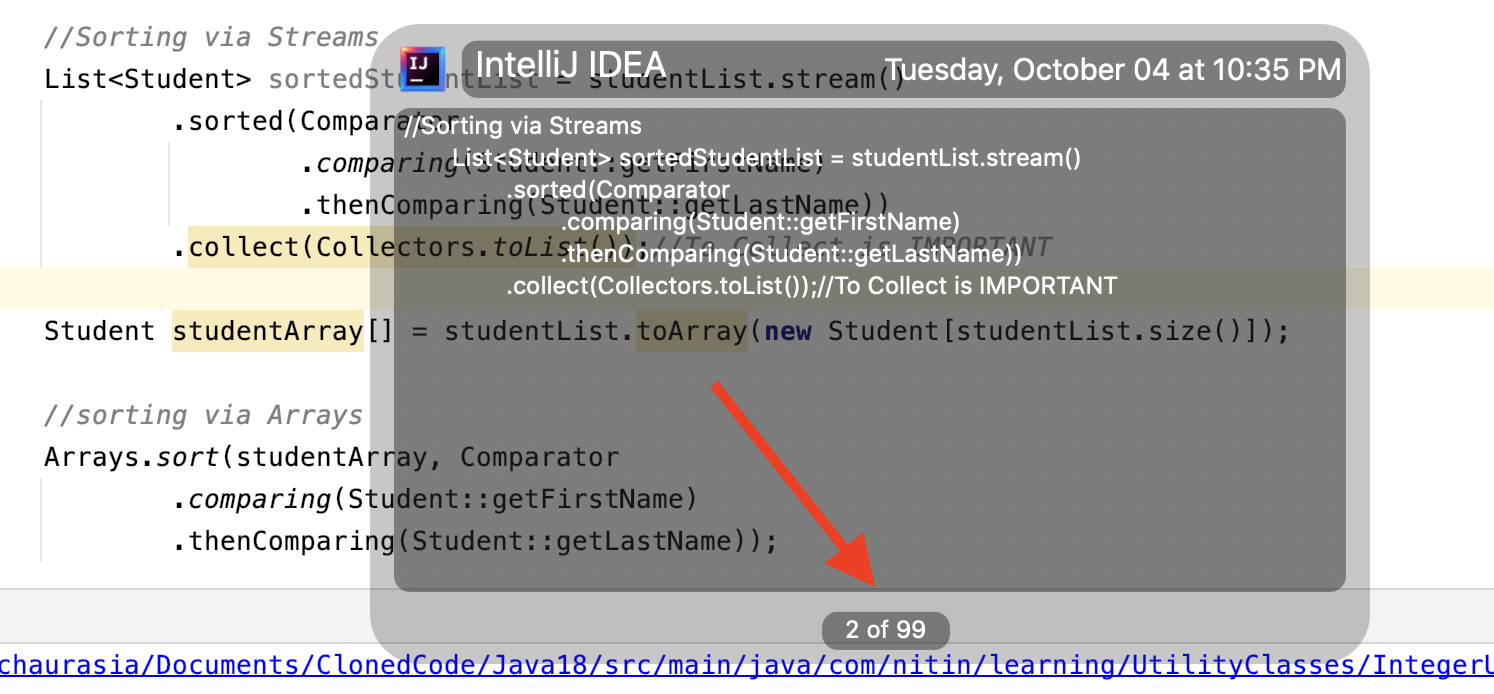 //Sorting via Streams
List<Student> sortedStudentList = studentList.stream()
.sorted(Comparator
.comparing(Student::getFirstName)
.thenComparing(Student::getLastName))
.collect(Collectors.toList());//To Collect is IMPORTANT
Student studentArray[] = studentList.toArray(new Student[studentList.size()]);
//sorting via Arrays
Arrays.sort(studentArray, Comparator
.comparing(Student::getFirstName)
.thenComparing(Student::getLastName));
IJ
IntelliJ IDEA
Tuesday, October 04 at 10:35 PM
//Sorting via Streams
List<Student> sortedStudentList = studentList.stream()
.sorted(Comparator
.comparing(Student::getFirstName)
.thenComparing(Student::getLastName))
.collect(Collectors.toList());//To Collect is IMPORTANT
2 of 99
chaurasia/Documents/ClonedCode/Java18/src/main/java/com/nitin/learning/UtilityClasses/IntegerU